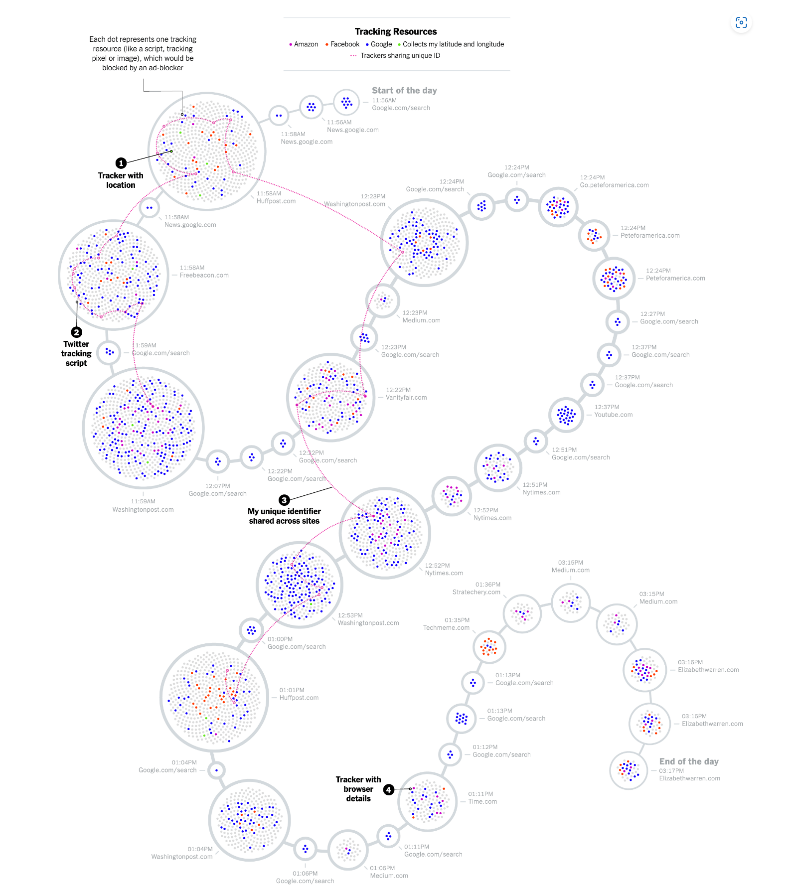 Tracking Resources
Amazon Facebook Google Collects my latitude and longitude
Trackers sharing unique ID
Each dot represents one tracking
resource (like a script, tracking
pixel or image), which would be
blocked by an ad-blocker
Start of the day
11:56AM
Google.com/search
11:56AM
News.google.com
11:58AM
News.google.com
1
Tracker with
location
11:58AM
Huffpost.com
11:58AM
News.google.com
11:58AM
Freebeacon.com
2
Twitter
tracking
script
11:59AM
Google.com/search
11:59AM
Washingtonpost.com
12:07PM
Google.com/search
12:22PM
Google.com/search
12:22PM
Google.com/search
12:22PM
Vanityfair.com
12:23PM
Google.com/search
12:23PM
Medium.com
12:23PM
Washingtonpost.com
12:24PM
Google.com/search
12:24PM
Google.com/search
12:24PM
Go.peteforamerica.com
12:24PM
Peteforamerica.com
12:24PM
Peteforamerica.com
12:27PM
Google.com/search
12:37PM
Google.com/search
12:37PM
Google.com/search
12:37PM
Youtube.com
12:51PM
Google.com/search
12:51PM
Nytimes.com
12:52PM
Nytimes.com
3
My unique identifier
shared across sites
12:52PM
Nytimes.com
12:53PM
Washingtonpost.com
01:00PM
Google.com/search
01:01PM
Huffpost.com
01:04PM
Google.com/search
01:04PM
Washingtonpost.com
01:06PM
Google.com/search
01:06PM
Medium.com
01:11PM
Google.com/search
Tracker with
browser
details
4
01:11PM
Time.com
01:12PM
Google.com/search
01:13PM
Google.com/search
01:13PM
Google.com/search
01:35PM
Techmeme.com
01:36PM
Stratechery.com
03:15PM
Medium.com
03:15PM
Medium.com
03:16PM
Elizabethwarren.com
03:16PM
Elizabethwarren.com
End of the day
03:17PM
Elizabethwarren.com